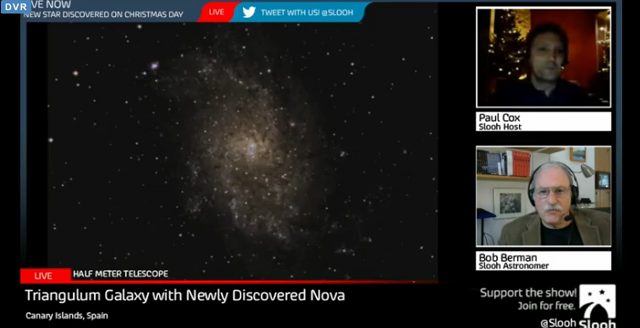 DVR
LIVE NOW
NEW STAR DISCOVERED ON CHRISTMAS DAY
LIVE
TWEET WITH US! @SLOOH
Paul Cox
Slooh Host
Bob Berman
Slooh Astronomer
LIVE
HALF METER TELESCOPE
Triangulum Galaxy with Newly Discovered Nova
Canary Islands, Spain
Support the show!
Join for free.
@Slooh
Slooh